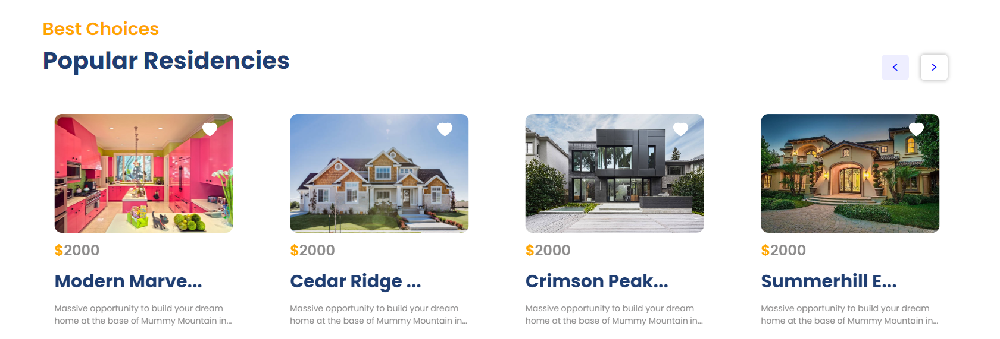 Best Choices
Popular Residencies
< >
$2000
Modern Marve...
Massive opportunity to build your dream
home at the base of Mummy Mountain in...
$2000
Cedar Ridge ...
Massive opportunity to build your dream
home at the base of Mummy Mountain in...
$2000
Crimson Peak...
Massive opportunity to build your dream
home at the base of Mummy Mountain in...
$2000
Summerhill E...
Massive opportunity to build your dream
home at the base of Mummy Mountain in...